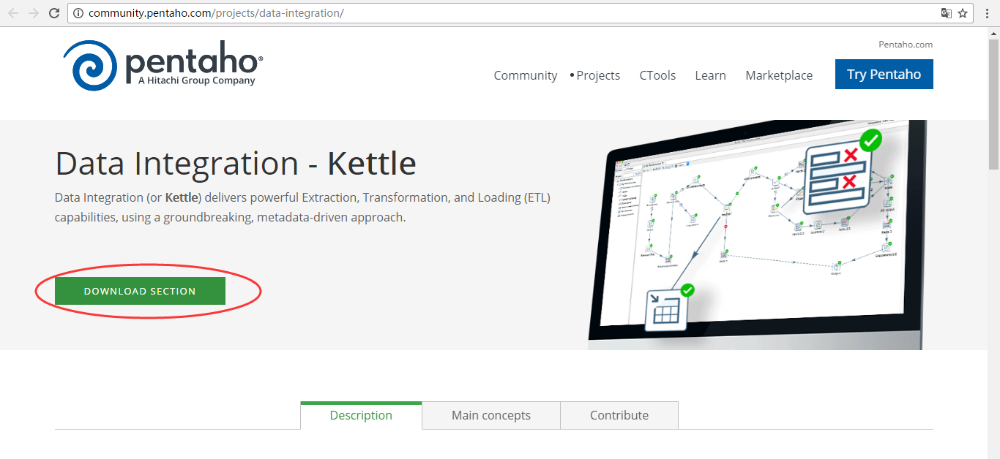 community.pentaho.com/projects/data-integration/
Pentaho.com
pentaho®
A Hitachi Group Company
Community • Projects CTools Learn Marketplace Try Pentaho
Data Integration - Kettle
Data Integration (or Kettle) delivers powerful Extraction, Transformation, and Loading (ETL)
capabilities, using a groundbreaking, metadata-driven approach.
DOWNLOAD SECTION
Description Main concepts Contribute